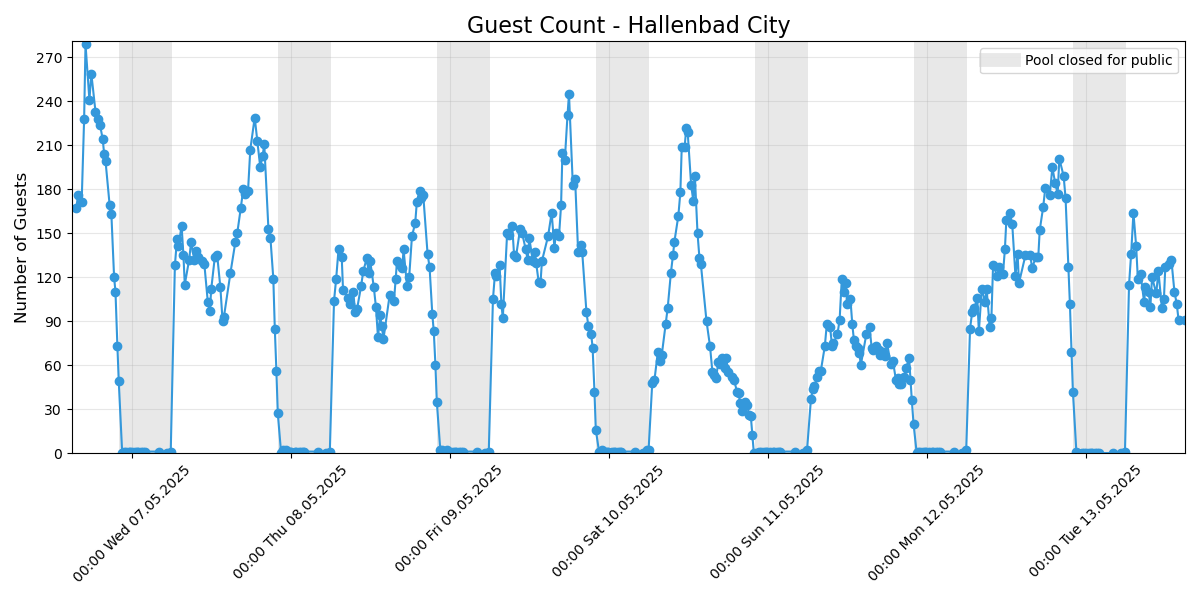 Guest Count - Hallenbad City
Pool closed for public
Number of Guests
270
240
210
180
150
120
90
60
30
0
00:00 Wed 07.05.2025
00:00 Thu 08.05.2025
00:00 Fri 09.05.2025
00:00 Sat 10.05.2025
00:00 Sun 11.05.2025
00:00 Mon 12.05.2025
00:00 Tue 13.05.2025